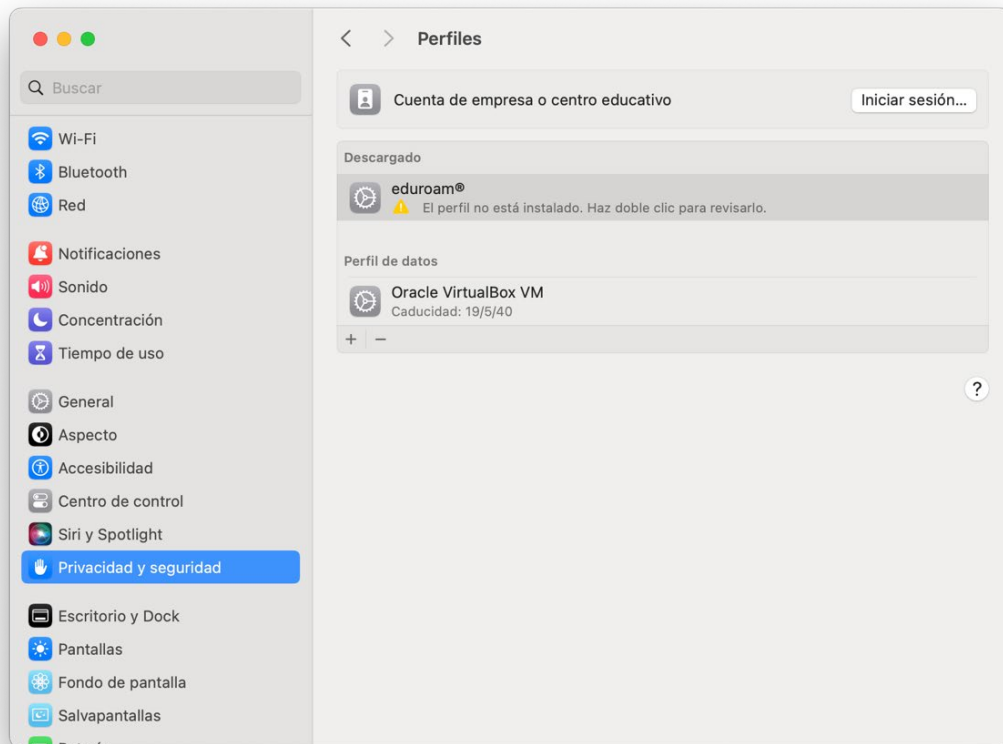 Buscar
Wi-Fi
Bluetooth
Red
Notificaciones
Sonido
Concentración
Tiempo de uso
General
Aspecto
Accesibilidad
Centro de control
Siri y Spotlight
Privacidad y seguridad
Escritorio y Dock
Pantallas
Fondo de pantalla
Salvapantallas
Perfiles
Cuenta de empresa o centro educativo
Iniciar sesión...
Descargado
eduroam®
El perfil no está instalado. Haz doble clic para revisarlo.
Perfil de datos
Oracle VirtualBox VM
Caducidad: 19/5/40
+ −
?